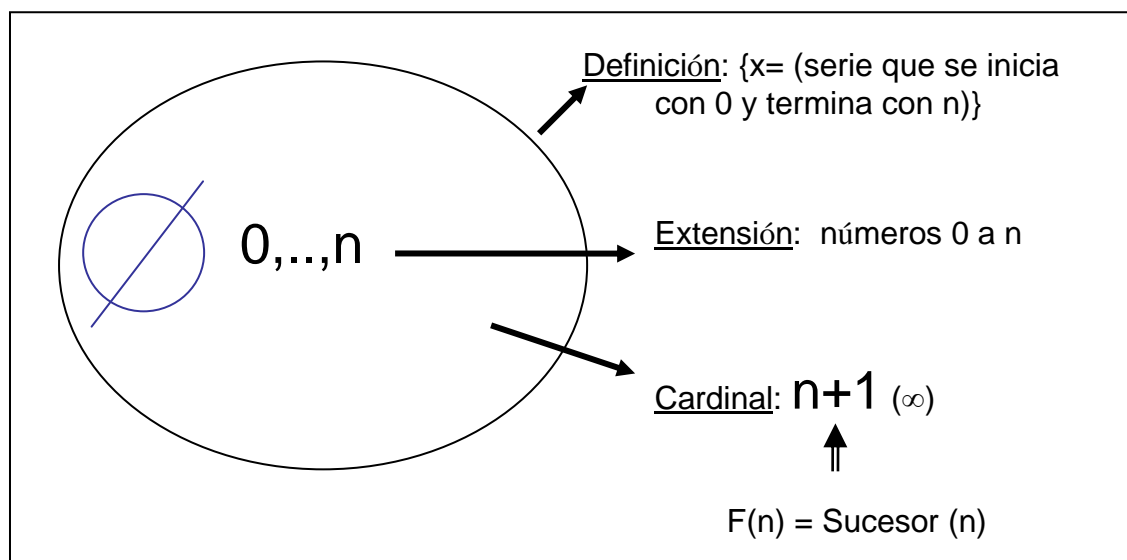 Definición: {x= (serie que se inicia
con 0 y termina con n)}
0,..,n
Extensión: números 0 a n
Cardinal: n+1 (∞)
F(n) = Sucesor (n)